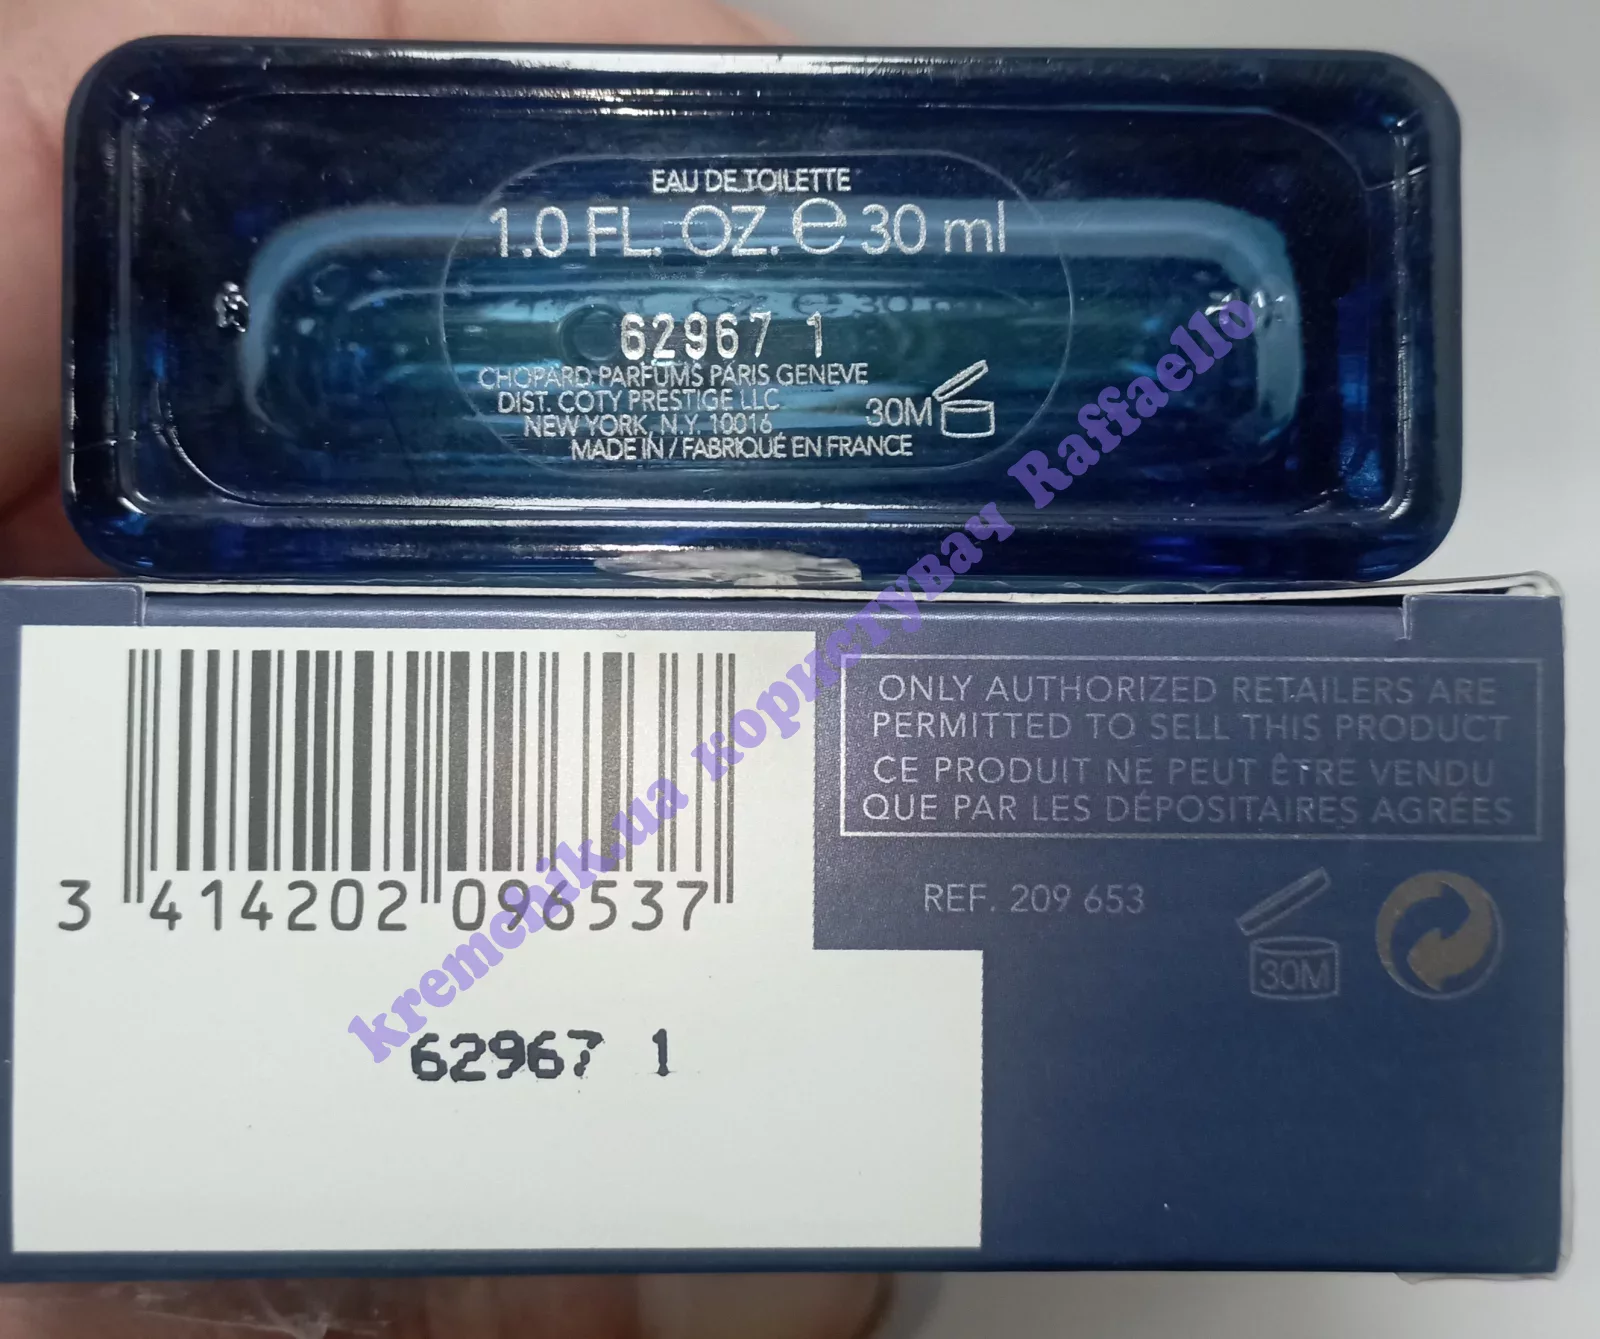 EAU DE TOILETTE
1.0 FL. OZ. ℮ 30 ml
62967 1
CHOPARD PARFUMS PARIS GENEVE
DIST. COTY PRESTIGE LLC
NEW YORK, N.Y. 10016
30M
MADE IN / FABRIQUÉ EN FRANCE
3 414202 096537
62967 1
ONLY AUTHORIZED RETAILERS ARE
PERMITTED TO SELL THIS PRODUCT
CE PRODUIT NE PEUT ÊTRE VENDU
QUE PAR LES DÉPOSITAIRES AGRÉES
REF. 209 653
30M
kremchik.ua користувач Raffaello